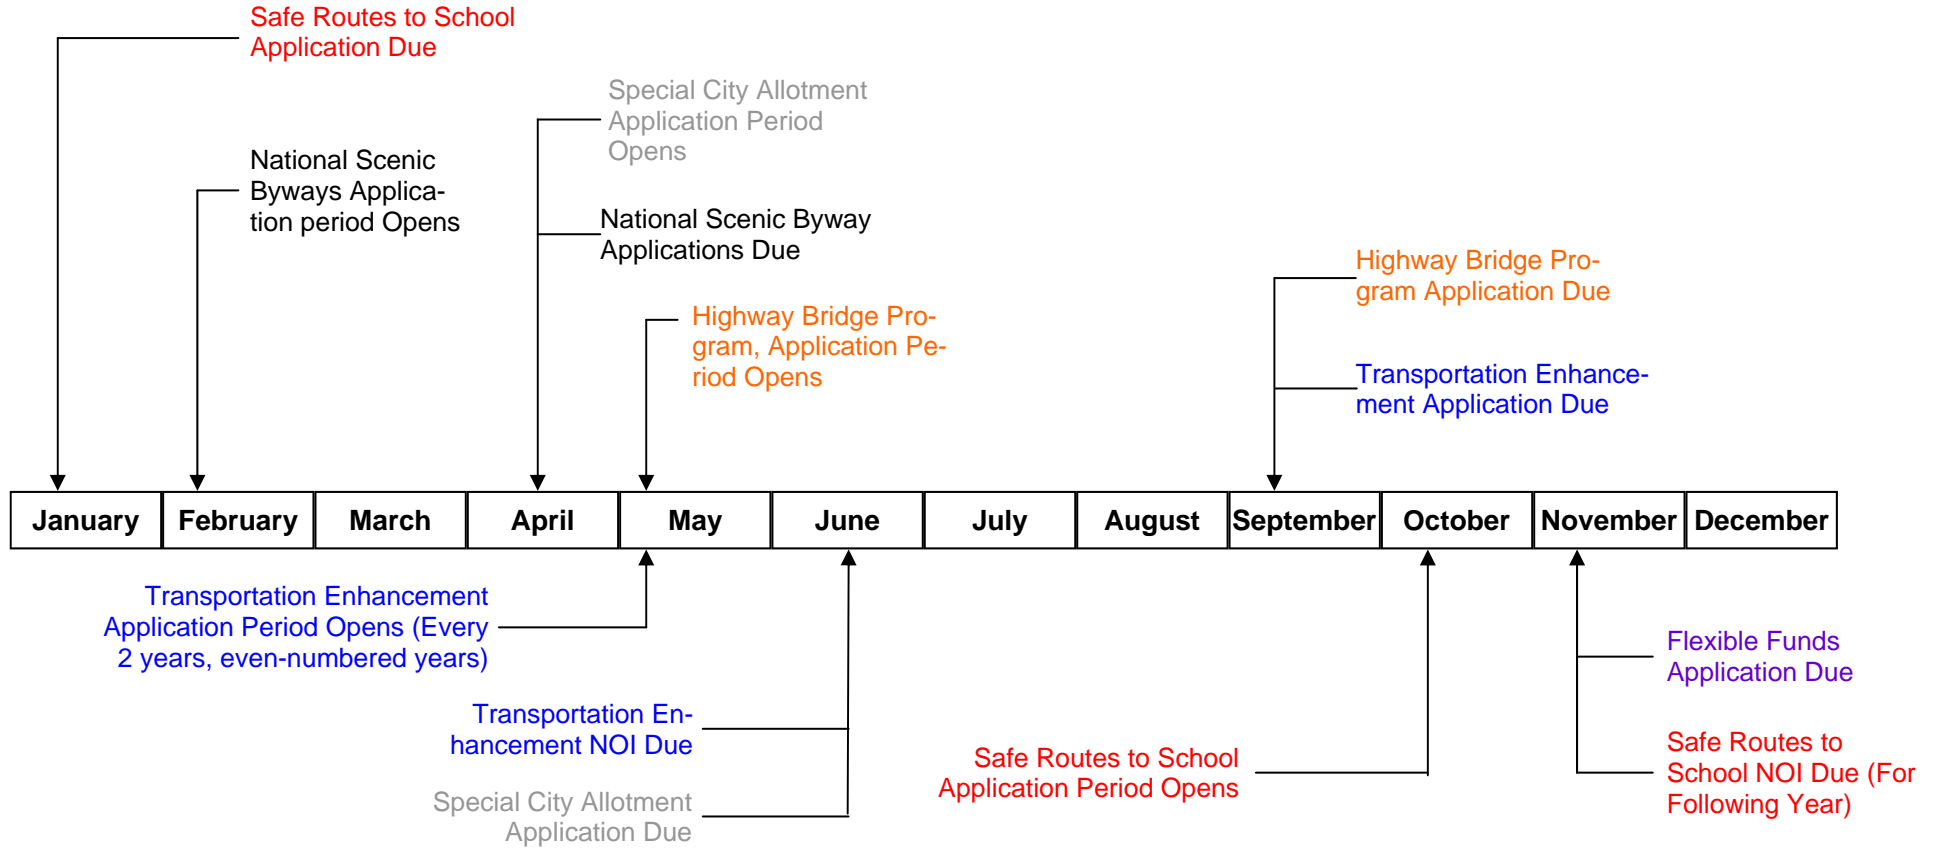 Safe Routes to School
Application Due
Special City Allotment
Application Period
Opens
National Scenic
Byways Applica-
tion period Opens
National Scenic Byway
Applications Due
Highway Bridge Pro-
gram, Application Pe-
riod Opens
Highway Bridge Pro-
gram Application Due
Transportation Enhance-
ment Application Due
January February March April May June July August September October November December
Transportation Enhancement
Application Period Opens (Every
2 years, even-numbered years)
Transportation En-
hancement NOI Due
Special City Allotment
Application Due
Safe Routes to School
Application Period Opens
Flexible Funds
Application Due
Safe Routes to
School NOI Due (For
Following Year)